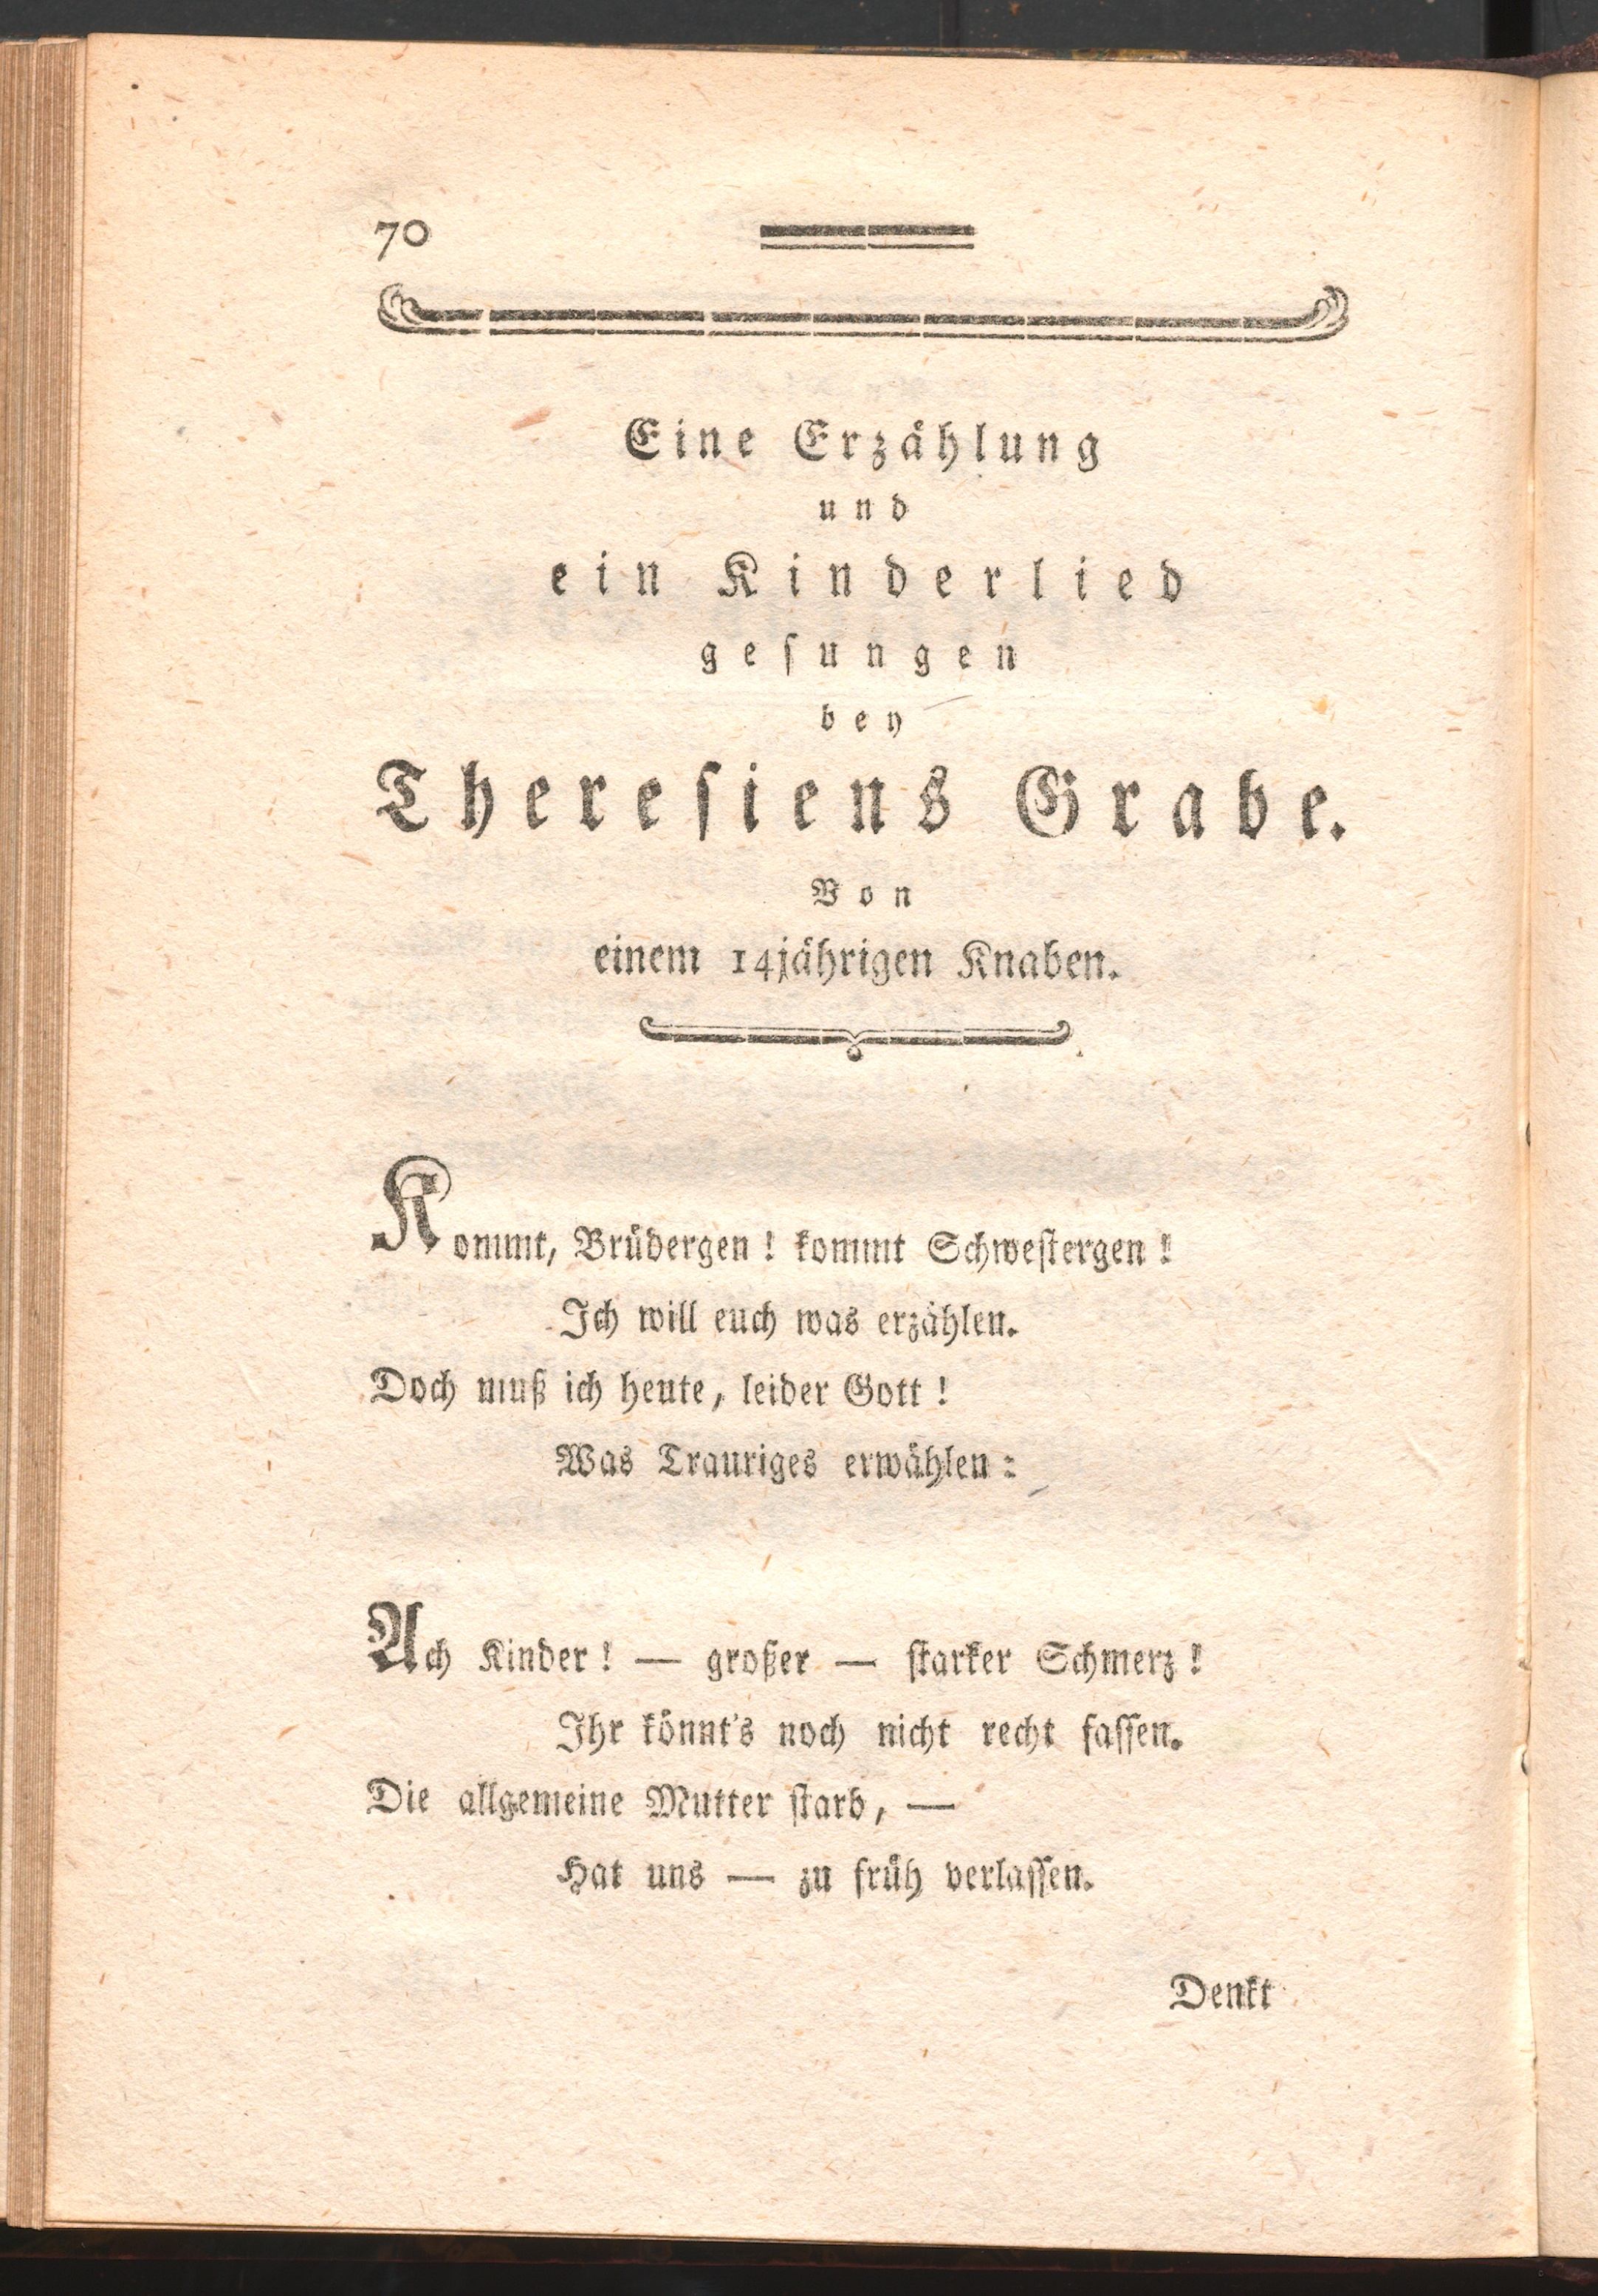 70
Eine Erzählung
und
ein Kinderlied
gesungen
bey
Theresiens Grabe.
Von
einem 14jährigen Knaben.
Kommt, Brüdergen! kommt Schwestergen!
Ich will euch was erzählen.
Doch muß ich heute, leider Gott!
Was Trauriges erwählen:
Ach Kinder! — großer — starker Schmerz!
Ihr könnt's noch nicht recht fassen.
Die allgemeine Mutter starb, —
Hat uns — zu früh verlassen.
Denkt